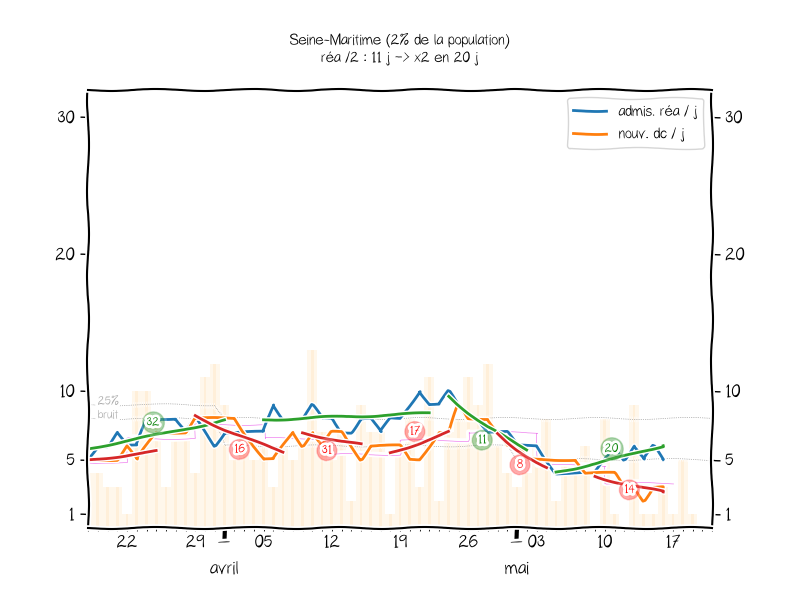 Seine-Maritime (2% de la population)
réa /2 : 11 j -> x2 en 20 j
admis. réa / j
nouv. dc / j
30 30
20 20
10 10
25%
bruit
32 16 31 17 11 8 20 14
5 5
1 1
22 29 05 12 19 26 03 10 17
avril mai